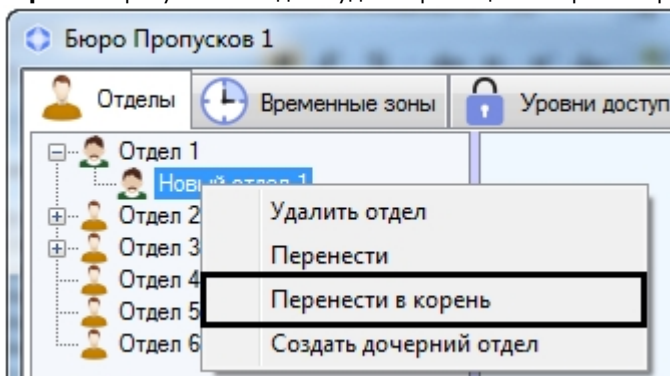 Бюро Пропусков 1
Отделы Временные зоны Уровни доступ
Отдел 1
Новый отдел 1
Отдел 2
Отдел 3
Отдел 4
Отдел 5
Отдел 6
Удалить отдел
Перенести
Перенести в корень
Создать дочерний отдел